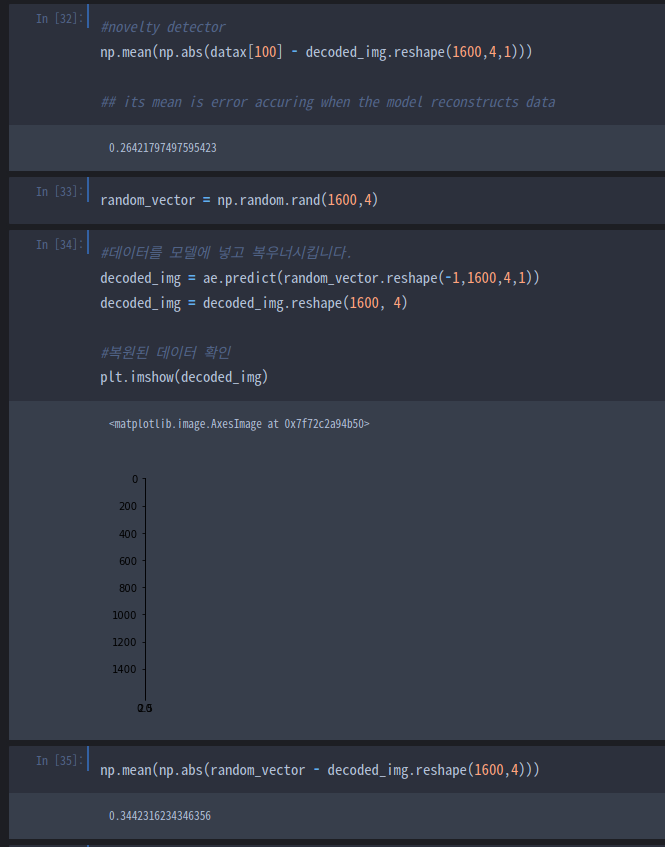 In [32]:
#novelty detector
np.mean(np.abs(datax[100] - decoded_img.reshape(1600,4,1)))
## its mean is error accuring when the model reconstructs data
0.26421797497595423
In [33]:
random_vector = np.random.rand(1600,4)
In [34]:
#데이터를 모델에 넣고 복우너시킵니다.
decoded_img = ae.predict(random_vector.reshape(-1,1600,4,1))
decoded_img = decoded_img.reshape(1600, 4)
#복원된 데이터 확인
plt.imshow(decoded_img)
<matplotlib.image.AxesImage at 0x7f72c2a94b50>
0
200
400
600
800
1000
1200
1400
In [35]:
np.mean(np.abs(random_vector - decoded_img.reshape(1600,4)))
0.3442316234346356